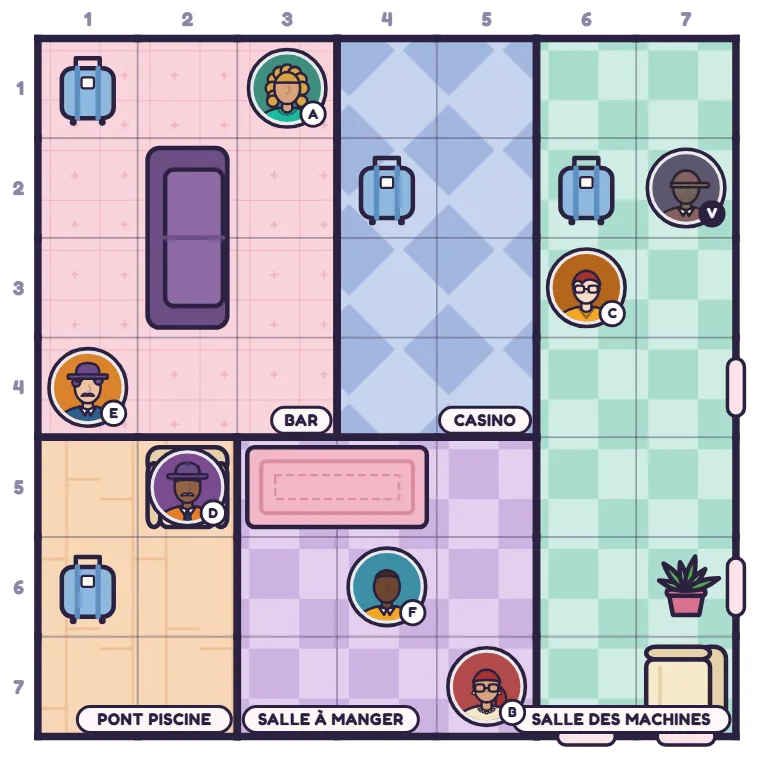 1 2 3 4 5 6 7
1
A
2
V
3
C
4
E
BAR
CASINO
5
D
6
F
7
B
PONT PISCINE
SALLE À MANGER
SALLE DES MACHINES